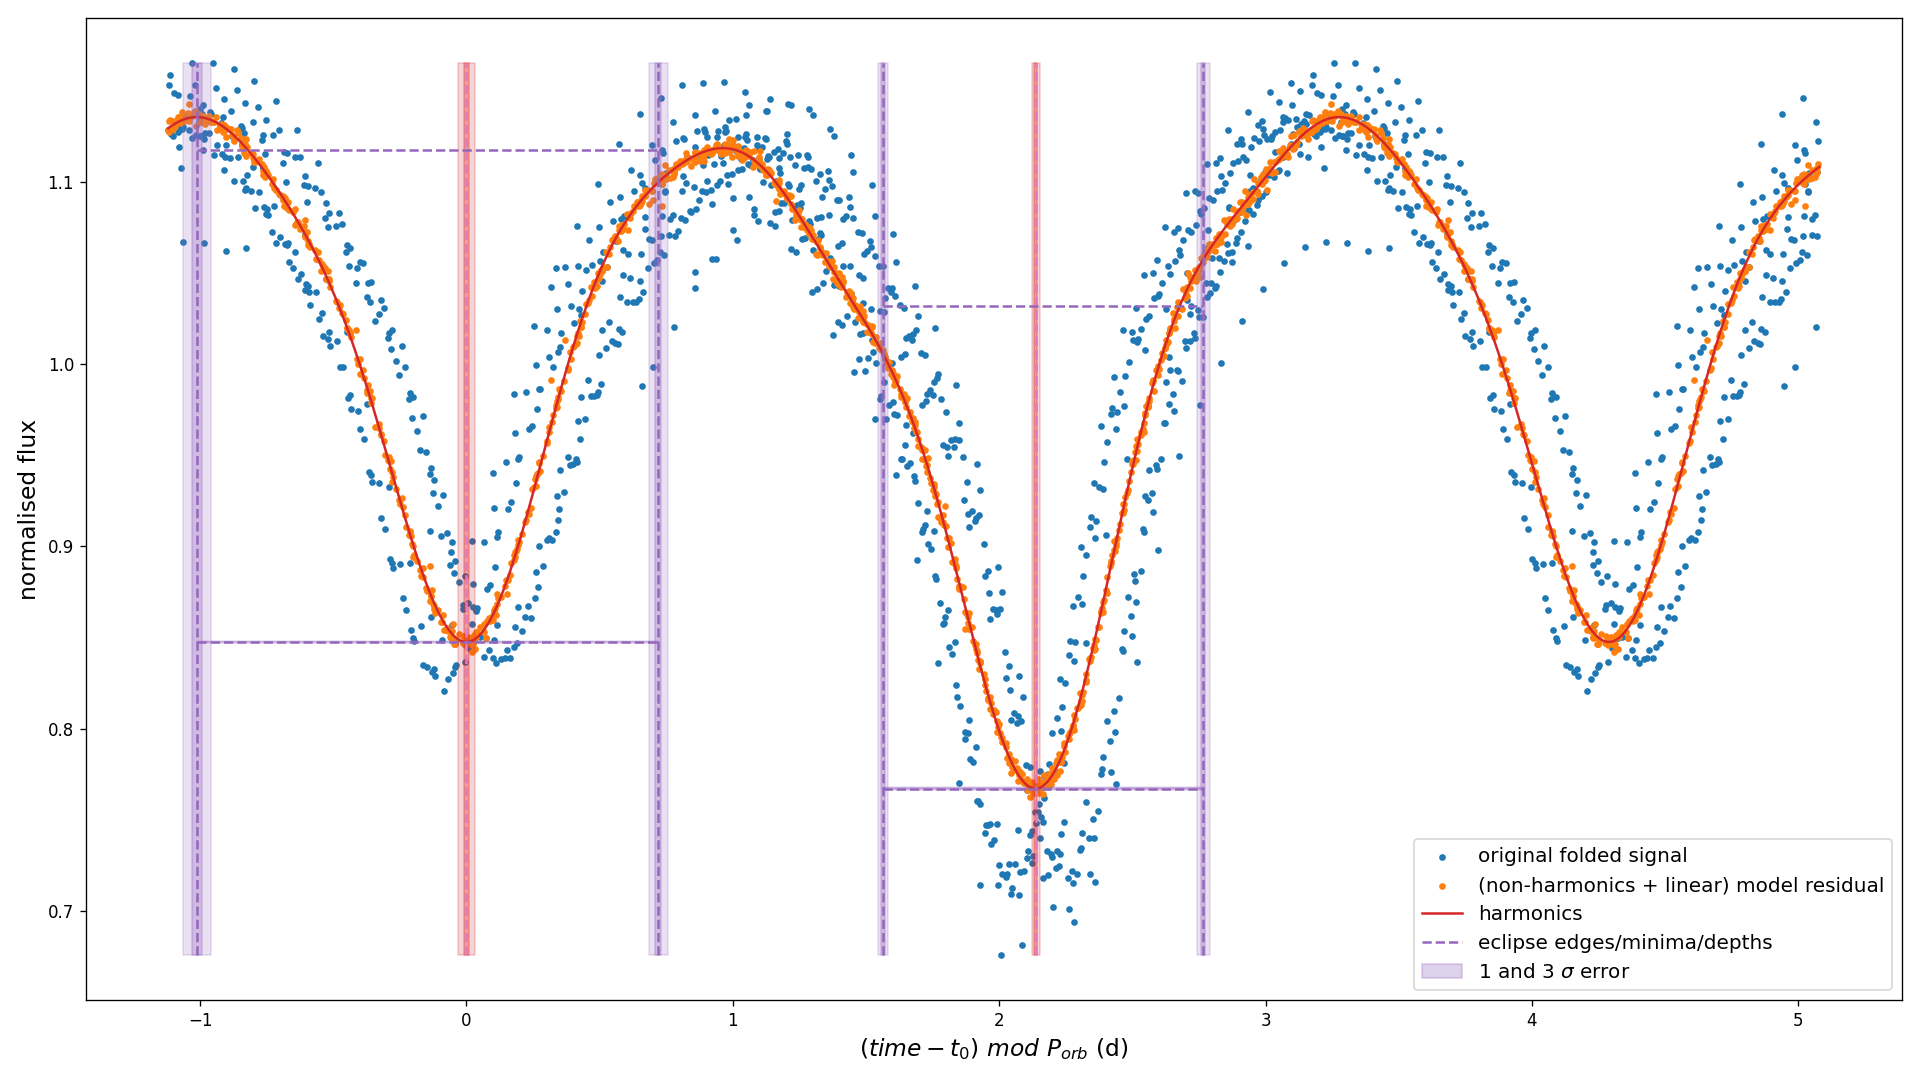 normalised flux
1.1
1.0
0.9
0.8
0.7
−1
0
1
2
3
4
5
(time − t₀) mod Pₒᵣb (d)
original folded signal
(non-harmonics + linear) model residual
harmonics
eclipse edges/minima/depths
1 and 3 σ error